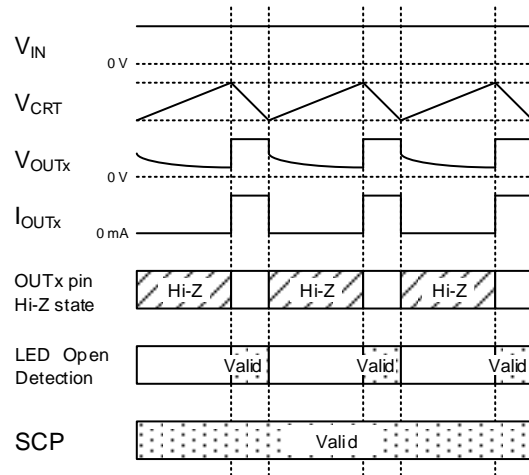 VIN
0 V
VCRT
VOUTx
0 V
IOUTx
0 mA
OUTx pin
Hi-Z state
Hi-Z
Hi-Z
Hi-Z
LED Open
Detection
Valid
Valid
Valid
SCP
Valid